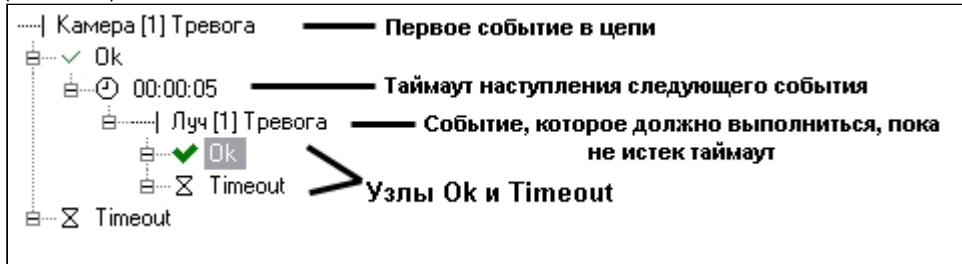 Камера [1] Тревога Первое событие в цепи
Ok
00:00:05 Таймаут наступления следующего события
Луч [1] Тревога Событие, которое должно выполниться, пока
не истек таймаут
Ok
Timeout Узлы Ok и Timeout
Timeout